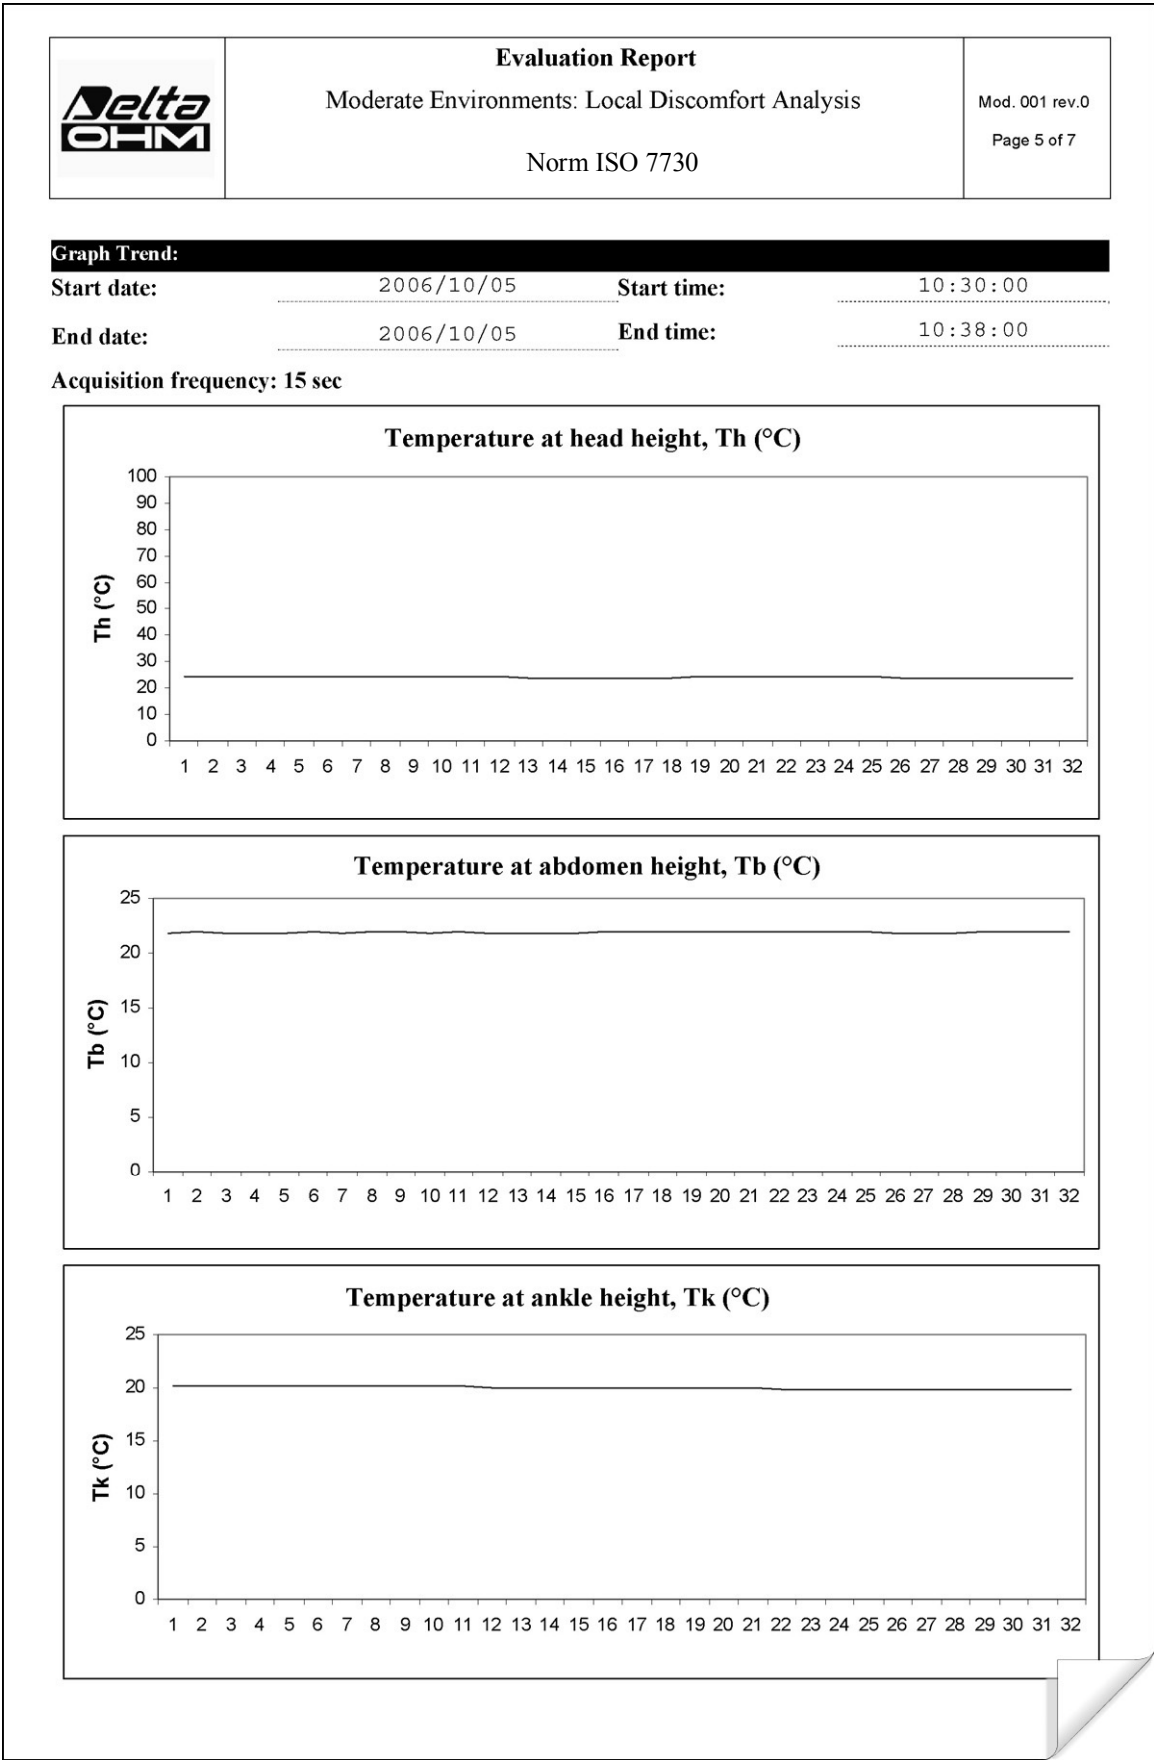 Delta
OHM
Evaluation Report
Moderate Environments: Local Discomfort Analysis
Norm ISO 7730
Mod. 001 rev.0
Page 5 of 7
Graph Trend:
Start date: 2006/10/05 Start time: 10:30:00
End date: 2006/10/05 End time: 10:38:00
Acquisition frequency: 15 sec
Temperature at head height, Th (°C)
Th (°C)
100
90
80
70
60
50
40
30
20
10
0
1 2 3 4 5 6 7 8 9 10 11 12 13 14 15 16 17 18 19 20 21 22 23 24 25 26 27 28 29 30 31 32
Temperature at abdomen height, Tb (°C)
Tb (°C)
25
20
15
10
5
0
1 2 3 4 5 6 7 8 9 10 11 12 13 14 15 16 17 18 19 20 21 22 23 24 25 26 27 28 29 30 31 32
Temperature at ankle height, Tk (°C)
Tk (°C)
25
20
15
10
5
0
1 2 3 4 5 6 7 8 9 10 11 12 13 14 15 16 17 18 19 20 21 22 23 24 25 26 27 28 29 30 31 32